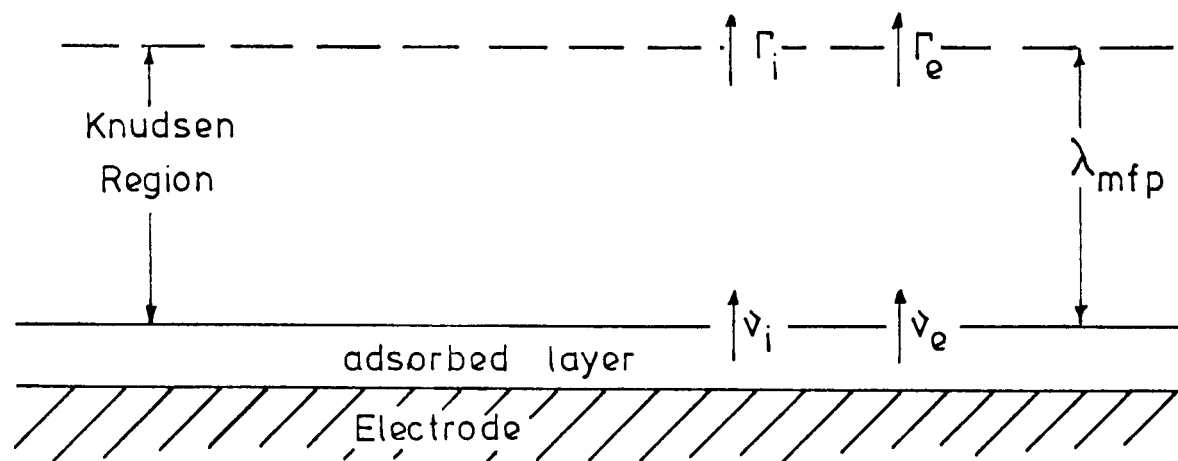 Γi Γe
Knudsen
Region
λmfp
νi νe
adsorbed layer
Electrode